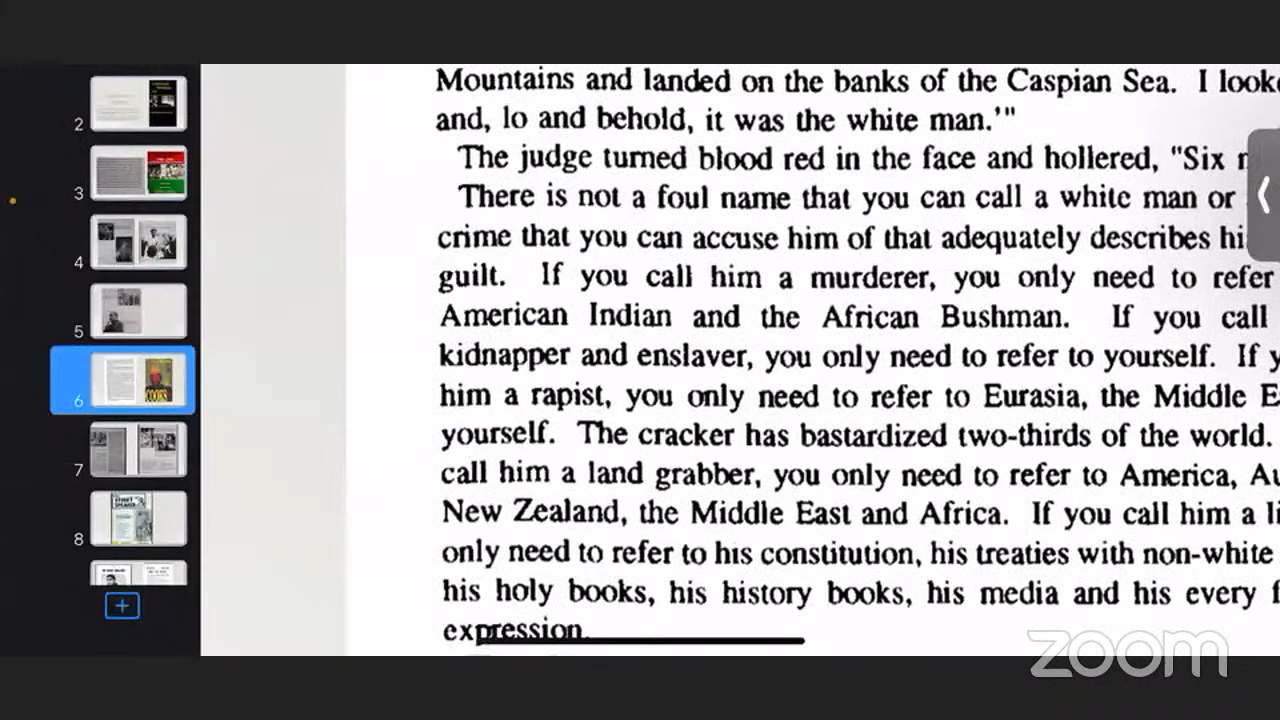 Mountains and landed on the banks of the Caspian Sea. I
and, lo and behold, it was the white man.'"
The judge turned blood red in the face and hollered, "Six
There is not a foul name that you can call a white man or
crime that you can accuse him of that adequately describes
guilt. If you call him a murderer, you only need to refer
American Indian and the African Bushman. If you call
kidnapper and enslaver, you only need to refer to yourself. If
him a rapist, you only need to refer to Eurasia, the Middle
yourself. The cracker has bastardized two-thirds of the world.
call him a land grabber, you only need to refer to America,
New Zealand, the Middle East and Africa. If you call him a
only need to refer to his constitution, his treaties with non-white
his holy books, his history books, his media and his every
expression.
2
3
4
5
6
7
8
zoom